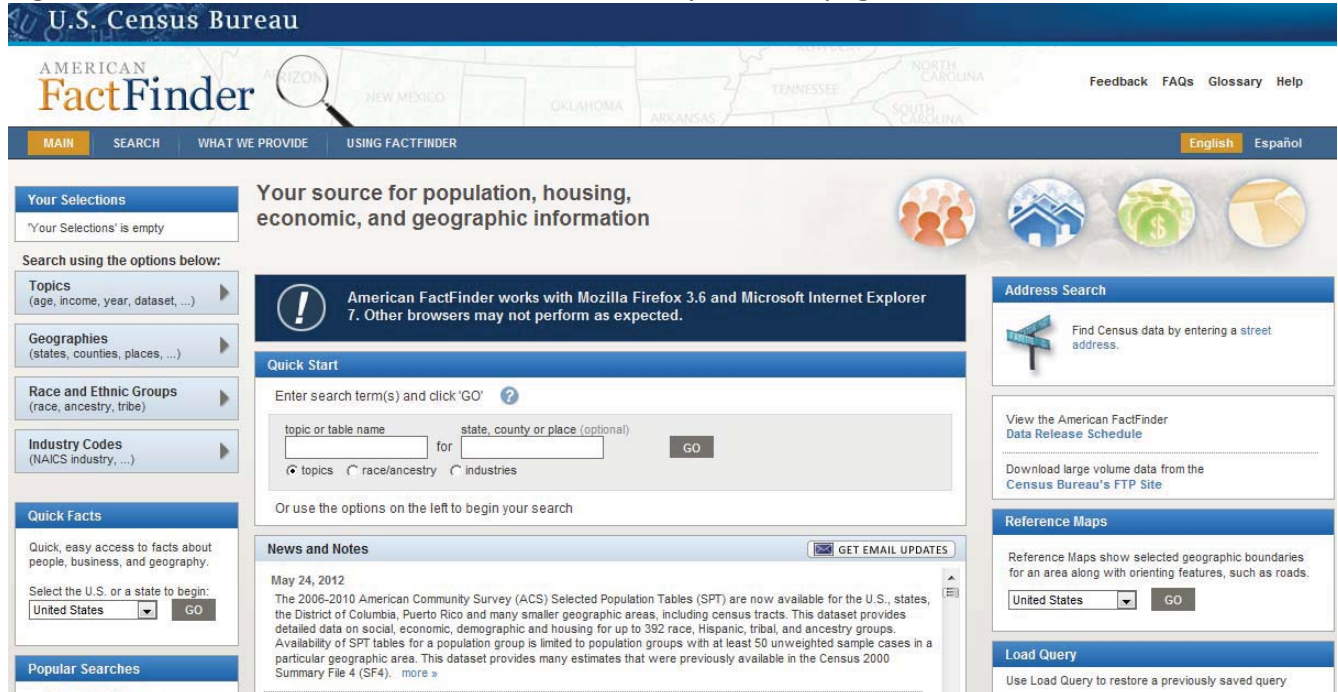 U.S. Census Bureau
AMERICAN
FactFinder
ARIZON
NEW MEXICO
OKLAHOMA
ARKANSAS
TENNESSEE
NORTH
CAROLINA
SOUTH
CAROLINA
Feedback FAQs Glossary Help
MAIN SEARCH WHAT WE PROVIDE USING FACTFINDER
English Español
Your Selections
'Your Selections' is empty
Search using the options below:
Topics
(age, income, year, dataset, ...)
Geographies
(states, counties, places, ...)
Race and Ethnic Groups
(race, ancestry, tribe)
Industry Codes
(NAICS industry, ...)
Quick Facts
Quick, easy access to facts about
people, business, and geography.
Select the U.S. or a state to begin:
United States GO
Popular Searches
Your source for population, housing,
economic, and geographic information
American FactFinder works with Mozilla Firefox 3.6 and Microsoft Internet Explorer
7. Other browsers may not perform as expected.
Quick Start
Enter search term(s) and click 'GO' ?
topic or table name state, county or place (optional)
for GO
topics race/ancestry industries
Or use the options on the left to begin your search
News and Notes GET EMAIL UPDATES
May 24, 2012
The 2006-2010 American Community Survey (ACS) Selected Population Tables (SPT) are now available for the U.S., states,
the District of Columbia, Puerto Rico and many smaller geographic areas, including census tracts. This dataset provides
detailed data on social, economic, demographic and housing for up to 392 race, Hispanic, tribal, and ancestry groups.
Availability of SPT tables for a population group is limited to population groups with at least 50 unweighted sample cases in a
particular geographic area. This dataset provides many estimates that were previously available in the Census 2000
Summary File 4 (SF4). more »
Address Search
Find Census data by entering a street
address.
View the American FactFinder
Data Release Schedule
Download large volume data from the
Census Bureau's FTP Site
Reference Maps
Reference Maps show selected geographic boundaries
for an area along with orienting features, such as roads.
United States GO
Load Query
Use Load Query to restore a previously saved query